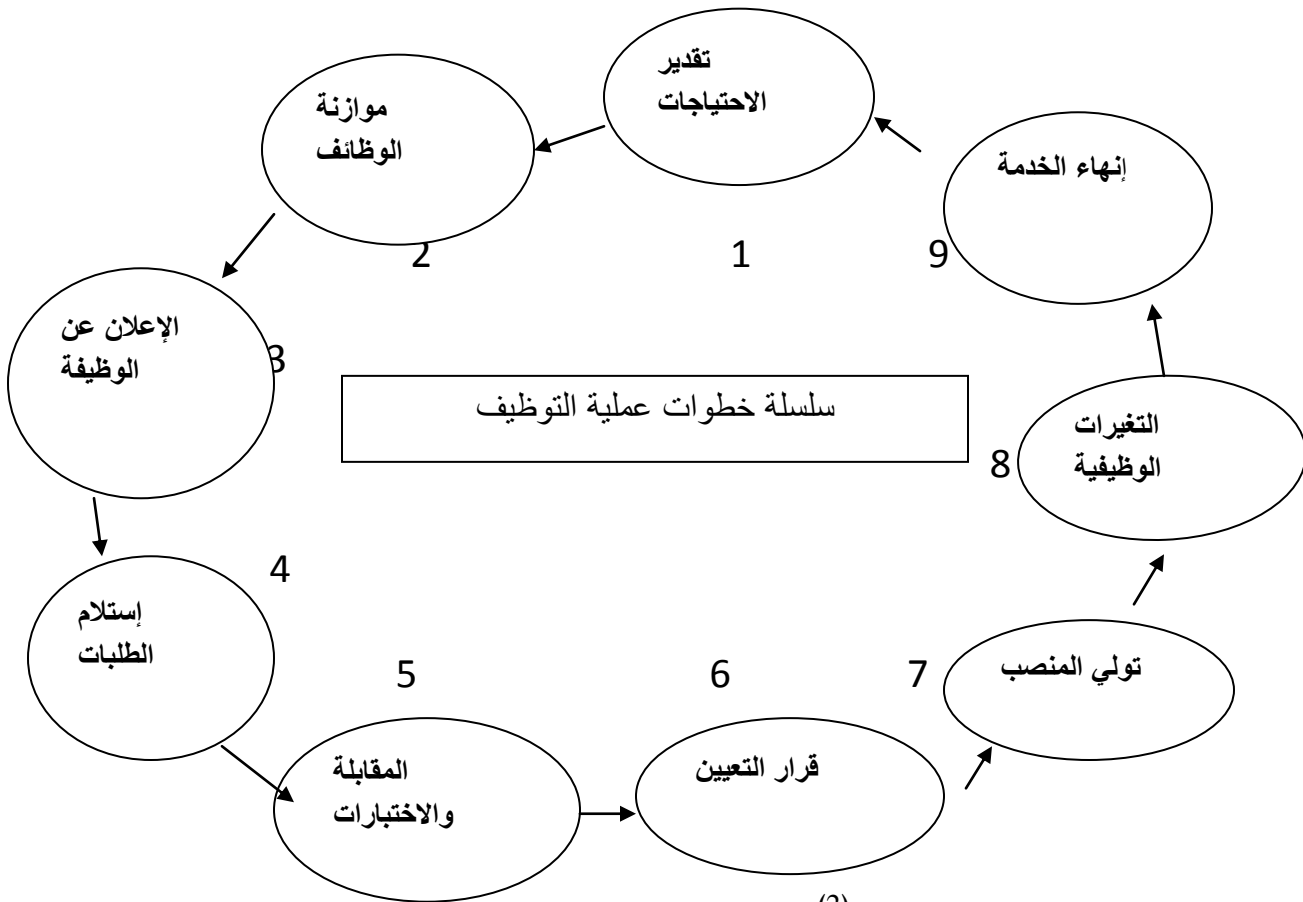 تقدير
الاحتياجات
1
موازنة
الوظائف
2
الإعلان عن
الوظيفة
3
إستلام
الطلبات
4
المقابلة
والاختبارات
5
قرار التعيين
6
تولي المنصب
7
التغيرات
الوظيفية
8
إنهاء الخدمة
9
سلسلة خطوات عملية التوظيف